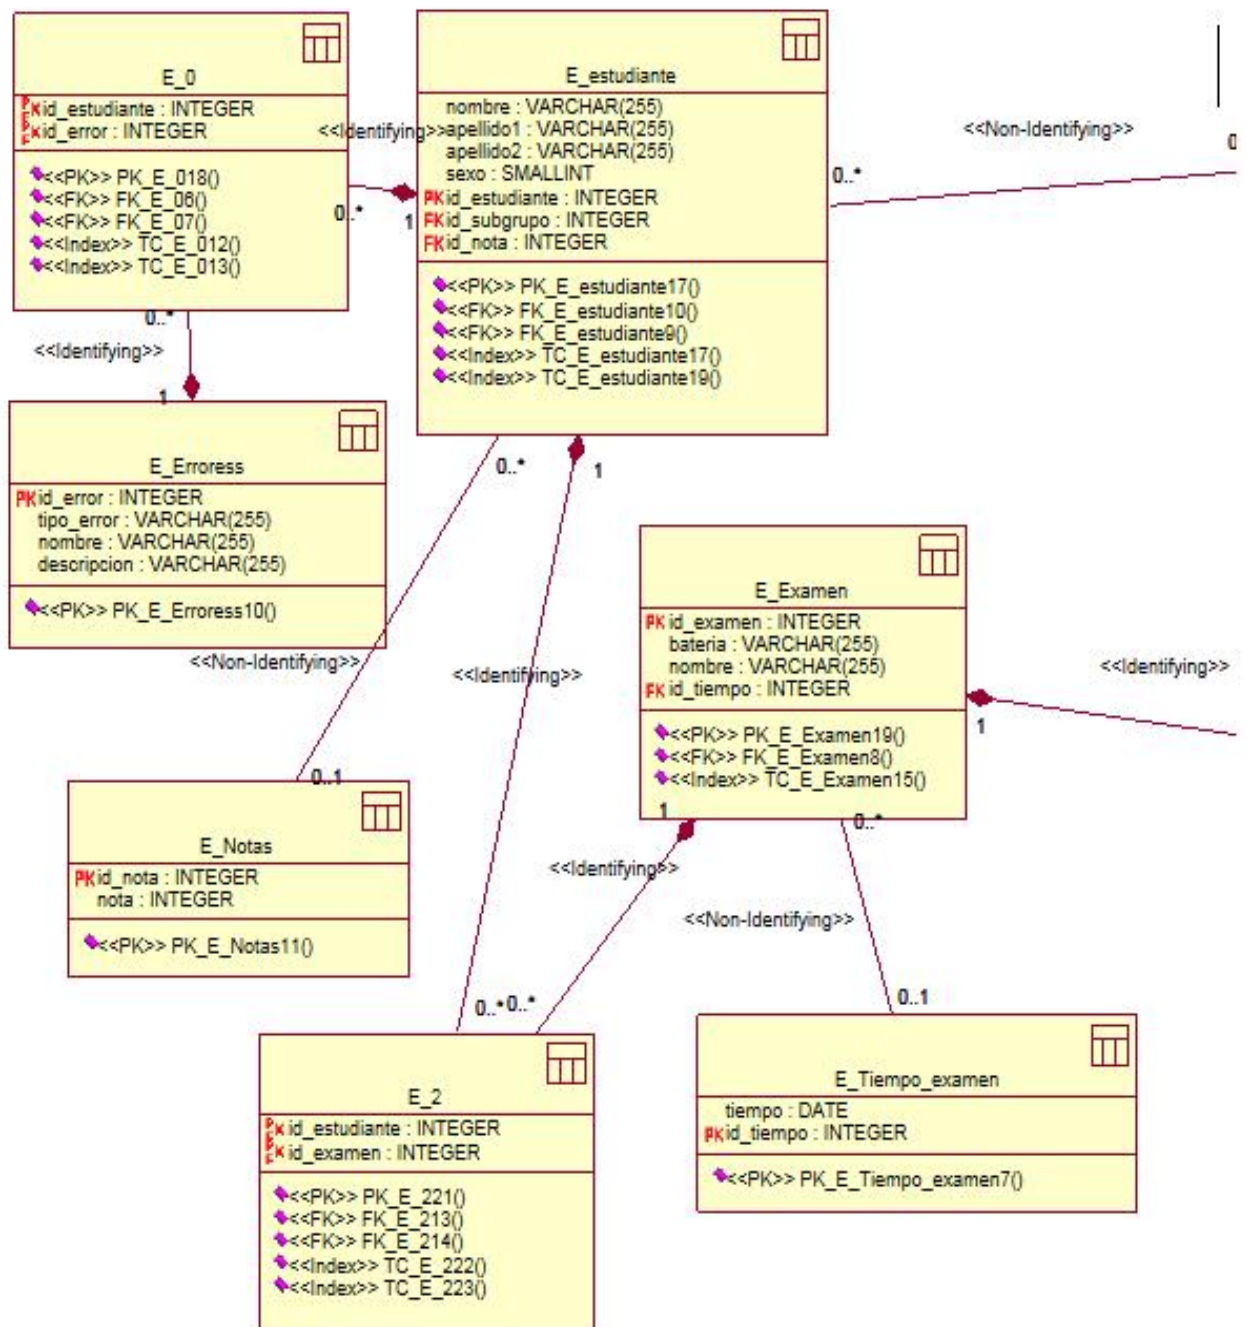 E_0
id_estudiante : INTEGER
id_error : INTEGER
<<PK>> PK_E_018()
<<FK>> FK_E_06()
<<FK>> FK_E_07()
<<Index>> TC_E_012()
<<Index>> TC_E_013()
<<Identifying>>
0..*
1
E_estudiante
nombre : VARCHAR(255)
apellido1 : VARCHAR(255)
apellido2 : VARCHAR(255)
sexo : SMALLINT
PK id_estudiante : INTEGER
FK id_subgrupo : INTEGER
FK id_nota : INTEGER
<<PK>> PK_E_estudiante17()
<<FK>> FK_E_estudiante10()
<<FK>> FK_E_estudiante9()
<<Index>> TC_E_estudiante17()
<<Index>> TC_E_estudiante19()
<<Non-Identifying>>
0..*
0
0..*
<<Identifying>>
1
E_Erroress
PK id_error : INTEGER
tipo_error : VARCHAR(255)
nombre : VARCHAR(255)
descripcion : VARCHAR(255)
<<PK>> PK_E_Erroress10()
0..*
<<Non-Identifying>>
0..1
1
<<Identifying>>
0..*
E_Examen
PK id_examen : INTEGER
bateria : VARCHAR(255)
nombre : VARCHAR(255)
FK id_tiempo : INTEGER
<<PK>> PK_E_Examen19()
<<FK>> FK_E_Examen8()
<<Index>> TC_E_Examen15()
<<Identifying>>
1
E_Notas
PK id_nota : INTEGER
nota : INTEGER
<<PK>> PK_E_Notas11()
1
<<Identifying>>
0..*
0..*
<<Non-Identifying>>
0..1
E_2
id_estudiante : INTEGER
id_examen : INTEGER
<<PK>> PK_E_221()
<<FK>> FK_E_213()
<<FK>> FK_E_214()
<<Index>> TC_E_222()
<<Index>> TC_E_223()
E_Tiempo_examen
tiempo : DATE
PK id_tiempo : INTEGER
<<PK>> PK_E_Tiempo_examen7()